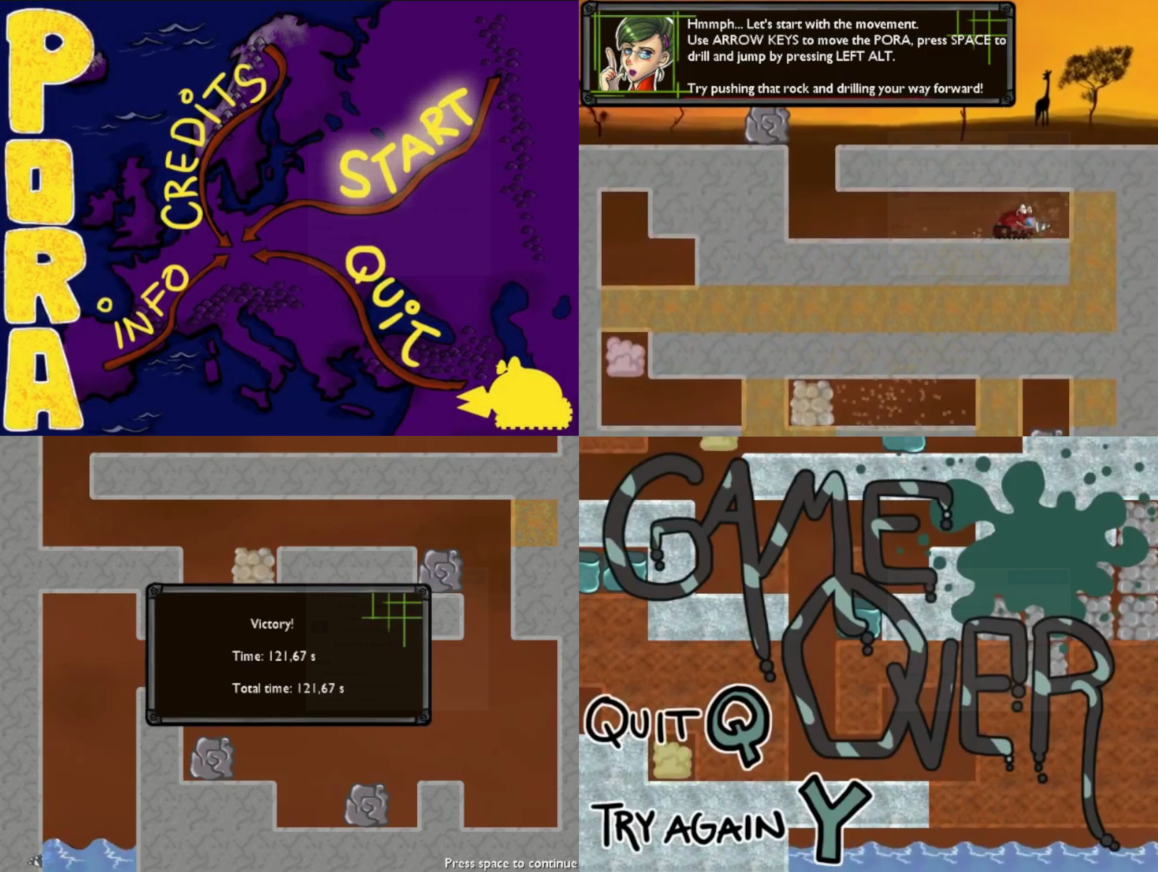 PORA
CREDiTS
START
iNFO
QUiT
Hmmph... Let's start with the movement.
Use ARROW KEYS to move the PORA, press SPACE to
drill and jump by pressing LEFT ALT.
Try pushing that rock and drilling your way forward!
Victory!
Time: 121,67 s
Total time: 121,67 s
Press space to continue
GAME
OVER
QUIT Q
TRY AGAIN Y